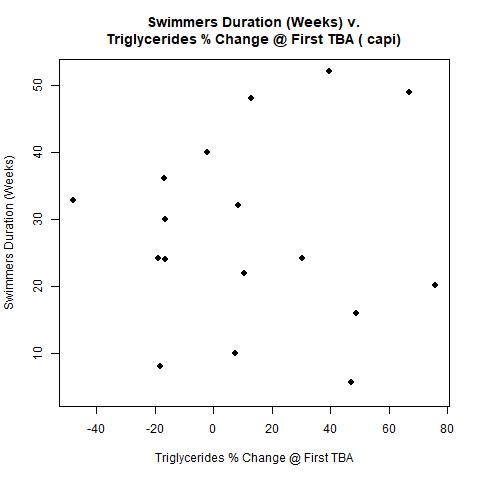 Swimmers Duration (Weeks) v.
Triglycerides % Change @ First TBA ( capi)
Swimmers Duration (Weeks)
50
40
30
20
10
-40 -20 0 20 40 60 80
Triglycerides % Change @ First TBA